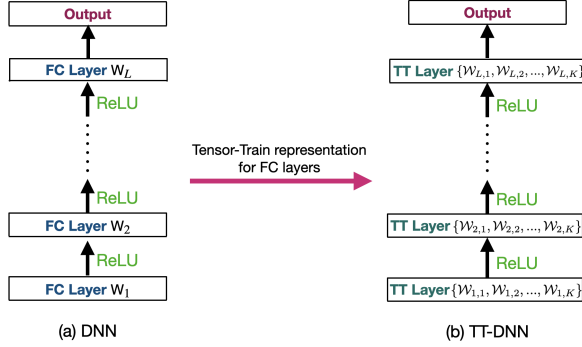 Output
FC Layer W_L
ReLU
ReLU
FC Layer W_2
ReLU
FC Layer W_1
(a) DNN
Tensor-Train representation
for FC layers
Output
TT Layer {𝒲_{L,1}, 𝒲_{L,2}, ..., 𝒲_{L,K}}
ReLU
ReLU
TT Layer {𝒲_{2,1}, 𝒲_{2,2}, ..., 𝒲_{2,K}}
ReLU
TT Layer {𝒲_{1,1}, 𝒲_{1,2}, ..., 𝒲_{1,K}}
(b) TT-DNN